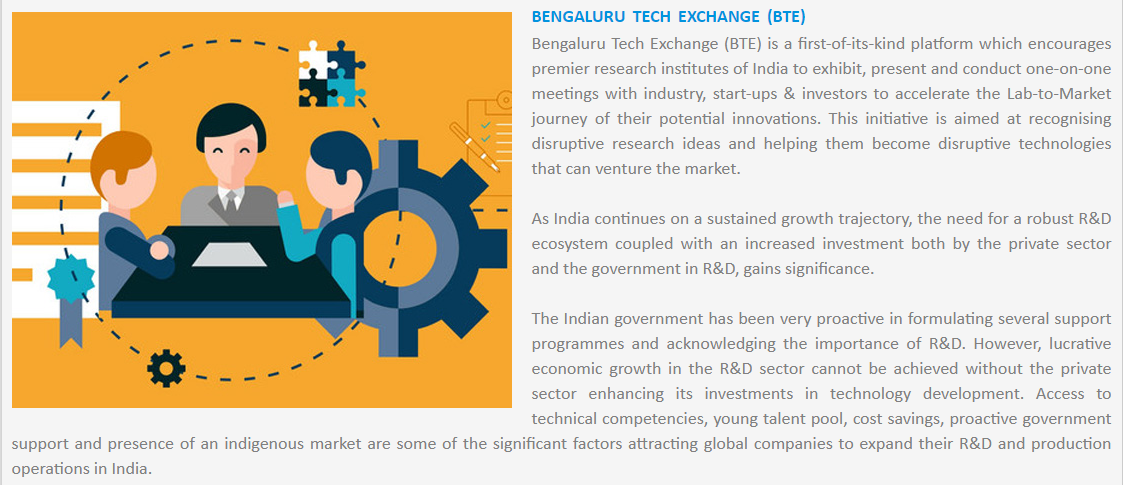 BENGALURU TECH EXCHANGE (BTE)
Bengaluru Tech Exchange (BTE) is a first-of-its-kind platform which encourages
premier research institutes of India to exhibit, present and conduct one-on-one
meetings with industry, start-ups & investors to accelerate the Lab-to-Market
journey of their potential innovations. This initiative is aimed at recognising
disruptive research ideas and helping them become disruptive technologies
that can venture the market.
As India continues on a sustained growth trajectory, the need for a robust R&D
ecosystem coupled with an increased investment both by the private sector
and the government in R&D, gains significance.
The Indian government has been very proactive in formulating several support
programmes and acknowledging the importance of R&D. However, lucrative
economic growth in the R&D sector cannot be achieved without the private
sector enhancing its investments in technology development. Access to
technical competencies, young talent pool, cost savings, proactive government
support and presence of an indigenous market are some of the significant factors attracting global companies to expand their R&D and production
operations in India.